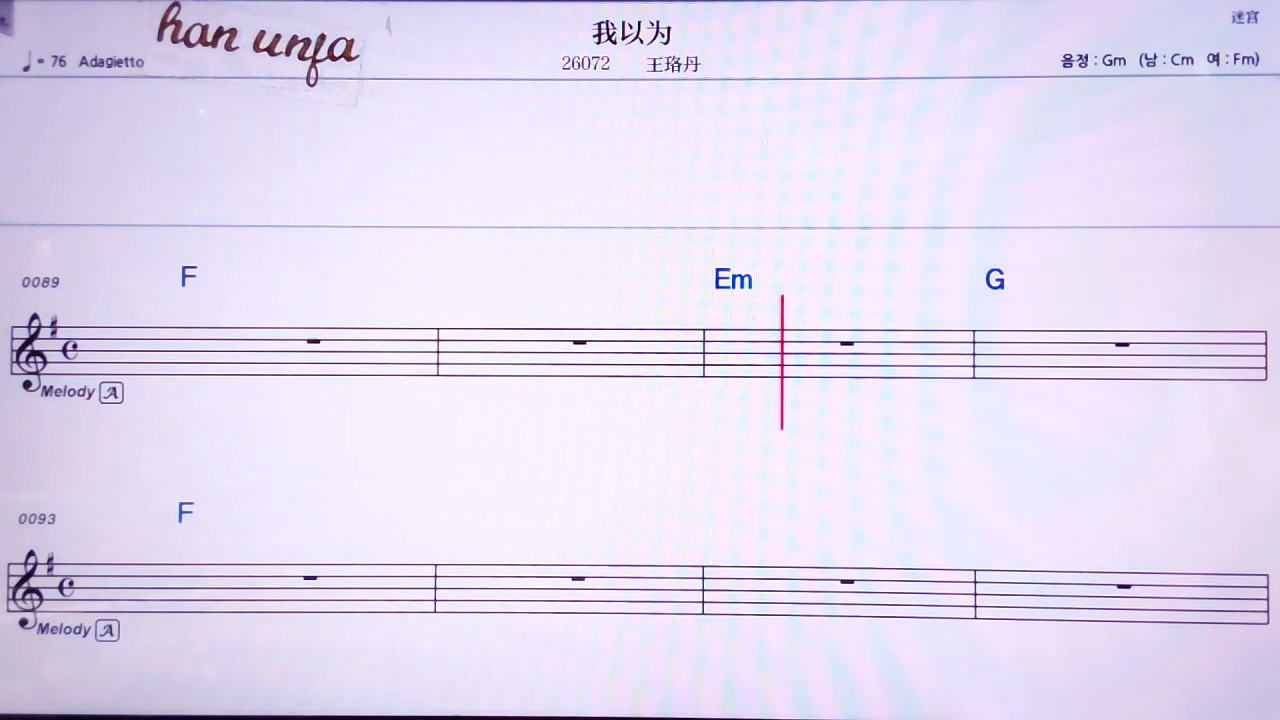 han unfa
我以为
迷宫
♩= 76 Adagietto
26072 王珞丹
음정 : Gm (남 : Cm 여 : Fm)
0089 F Em G
Melody A
0093 F
Melody A